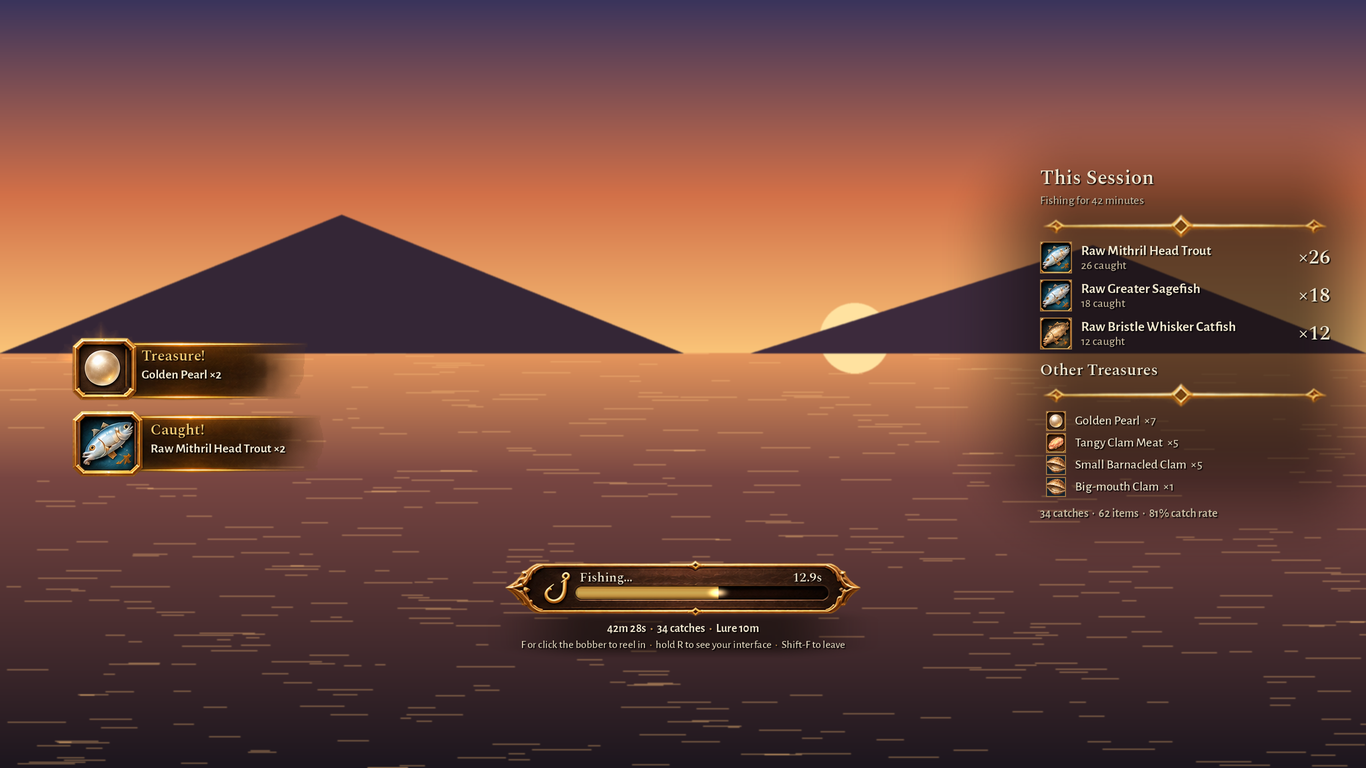 This Session
Fishing for 42 minutes
Raw Mithril Head Trout
26 caught
×26
Raw Greater Sagefish
18 caught
×18
Raw Bristle Whisker Catfish
12 caught
×12
Other Treasures
Golden Pearl ×7
Tangy Clam Meat ×5
Small Barnacled Clam ×5
Big-mouth Clam ×1
34 catches · 62 items · 81% catch rate
Treasure!
Golden Pearl ×2
Caught!
Raw Mithril Head Trout ×2
Fishing... 12.9s
42m 28s · 34 catches · Lure 10m
F or click the bobber to reel in · hold R to see your interface · Shift-F to leave